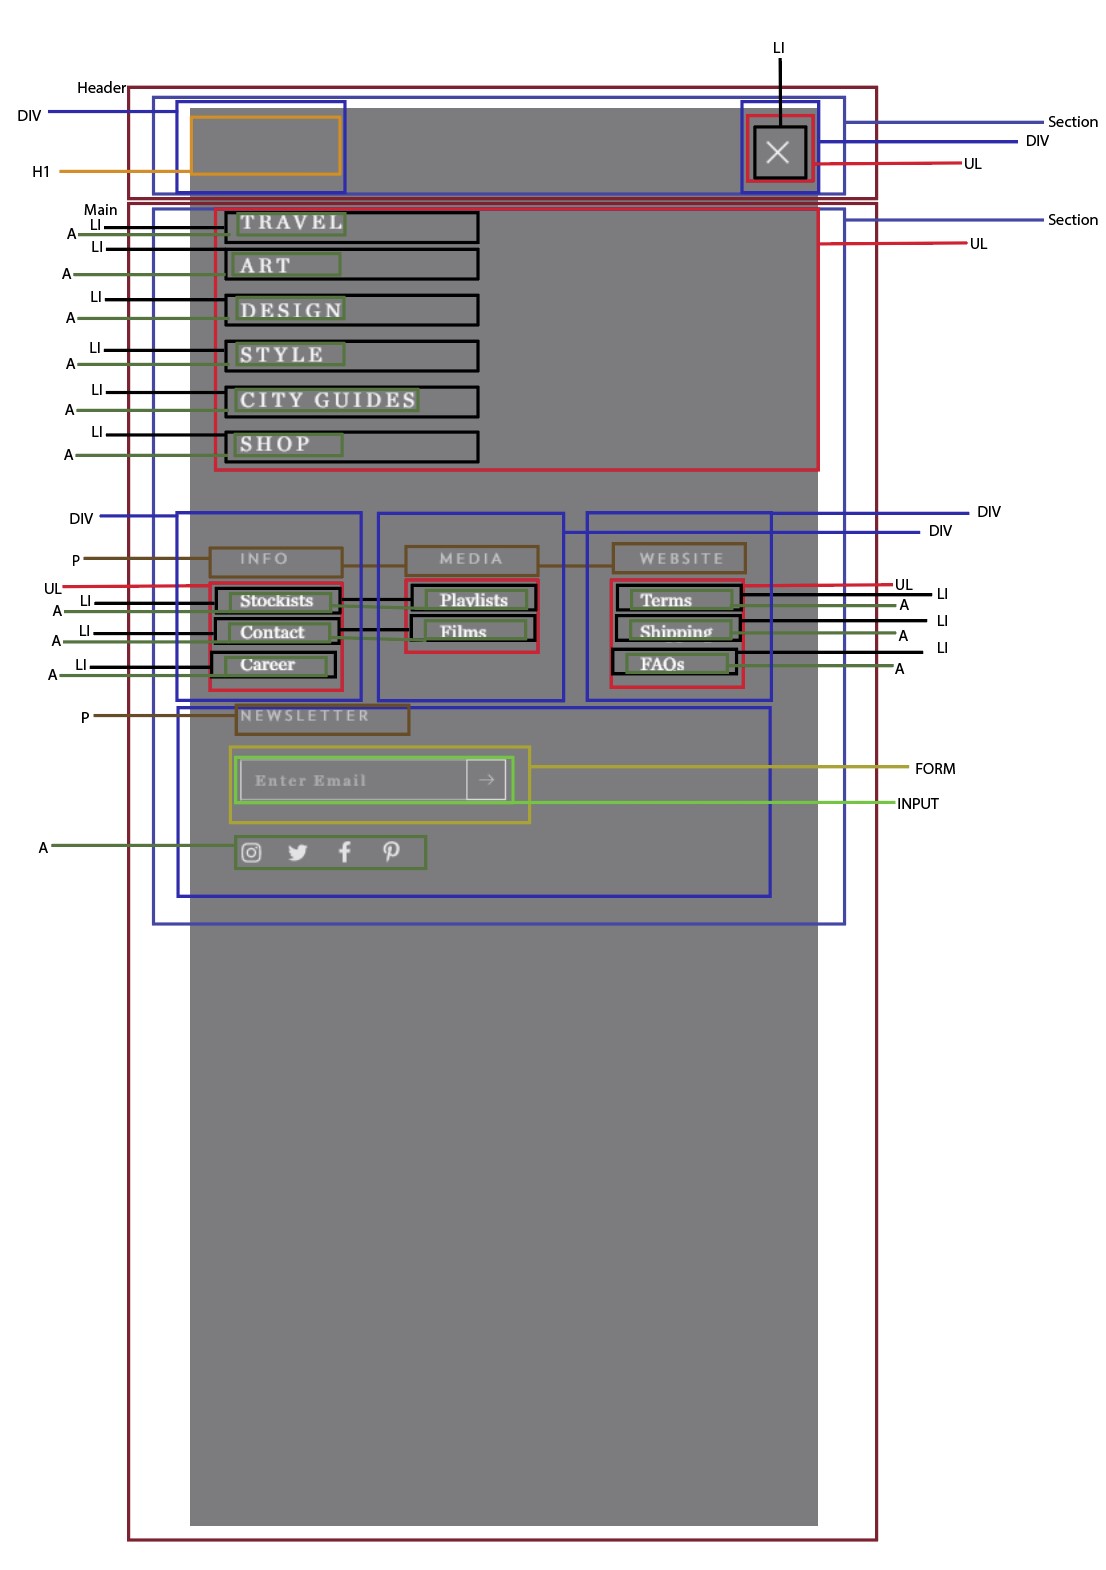 LI
Header
DIV
Section
DIV
H1
UL
Main
LI
A
TRAVEL
Section
LI
UL
A
ART
LI
A
DESIGN
LI
A
STYLE
LI
A
CITY GUIDES
LI
A
SHOP
DIV
DIV
DIV
P
INFO
MEDIA
WEBSITE
UL
UL
LI
Stockists
Playlists
Terms
LI
A
A
LI
LI
A
Contact
Films
Shipping
A
LI
LI
A
Career
FAQs
A
P
NEWSLETTER
FORM
Enter Email
INPUT
A